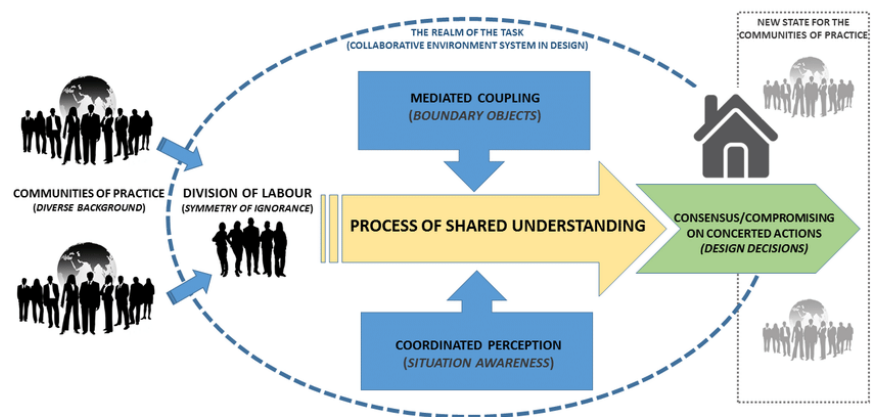 THE REALM OF THE TASK
(COLLABORATIVE ENVIRONMENT SYSTEM IN DESIGN)
NEW STATE FOR THE
COMMUNITIES OF PRACTICE
MEDIATED COUPLING
(BOUNDARY OBJECTS)
COMMUNITIES OF PRACTICE
(DIVERSE BACKGROUND)
DIVISION OF LABOUR
(SYMMETRY OF IGNORANCE)
PROCESS OF SHARED UNDERSTANDING
CONSENSUS/COMPROMISING
ON CONCERTED ACTIONS
(DESIGN DECISIONS)
COORDINATED PERCEPTION
(SITUATION AWARENESS)